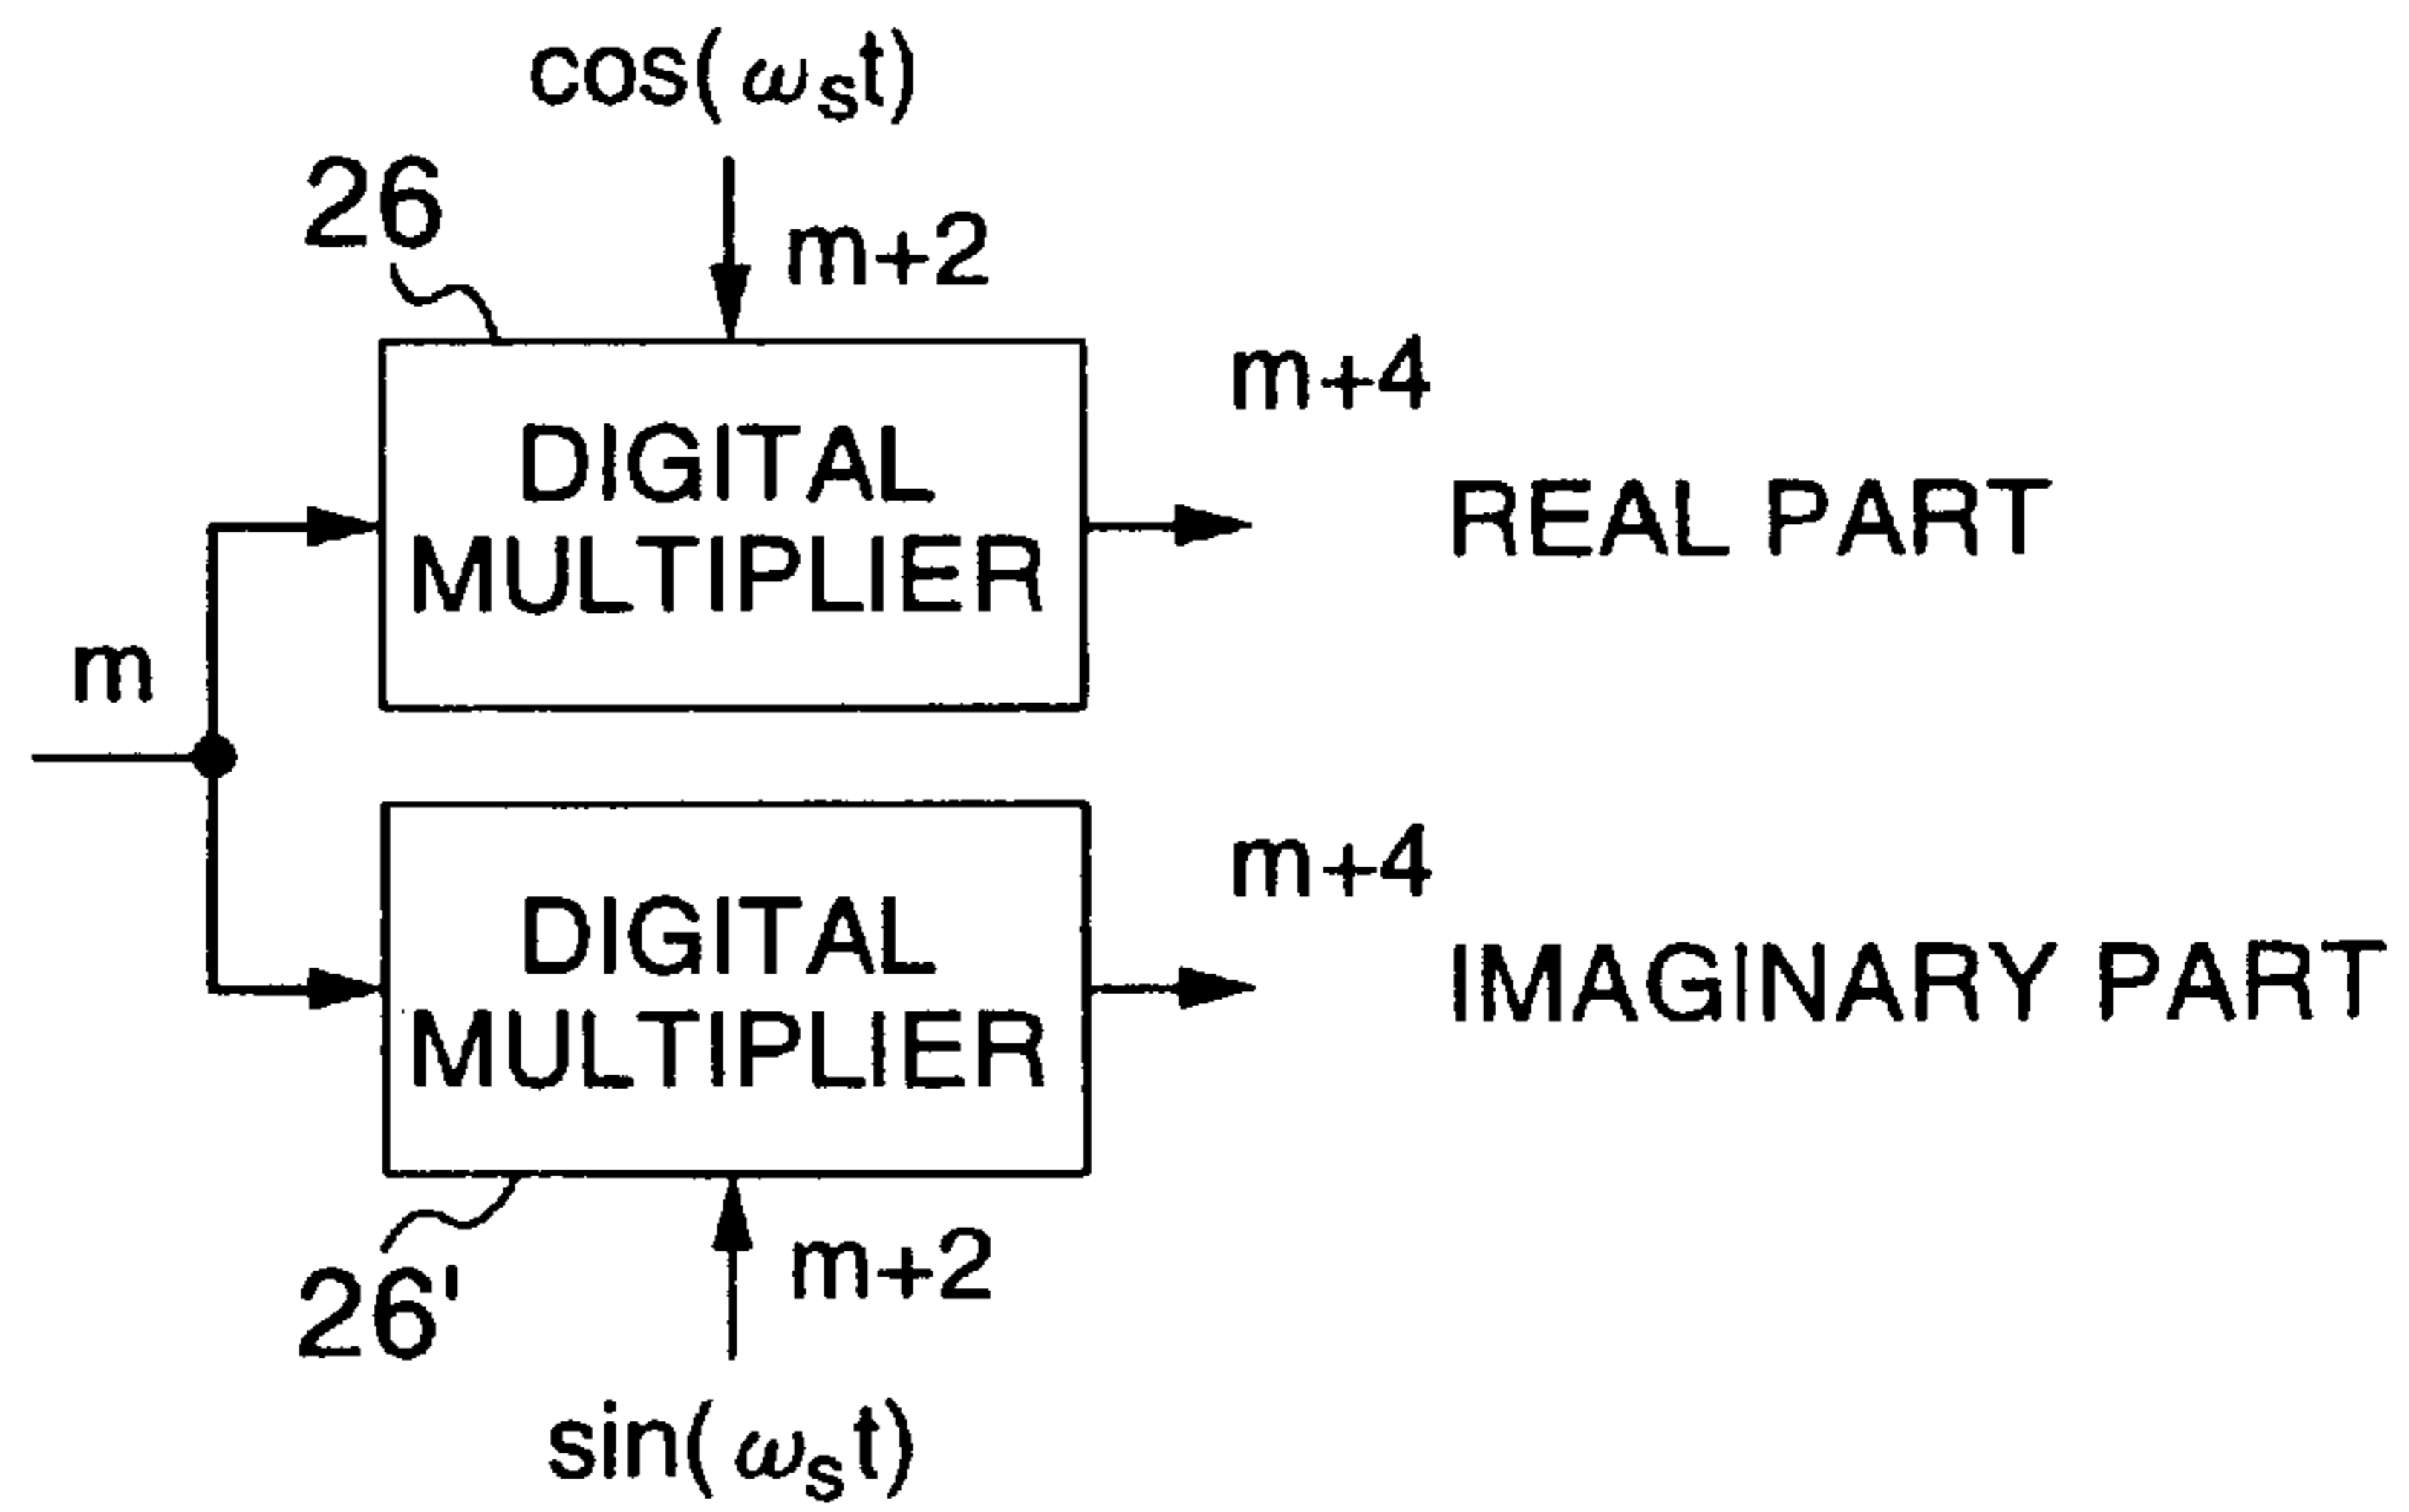 cos(ωst)
26
m+2
m+4
DIGITAL
MULTIPLIER
REAL PART
m
m+4
DIGITAL
MULTIPLIER
IMAGINARY PART
26'
m+2
sin(ωst)